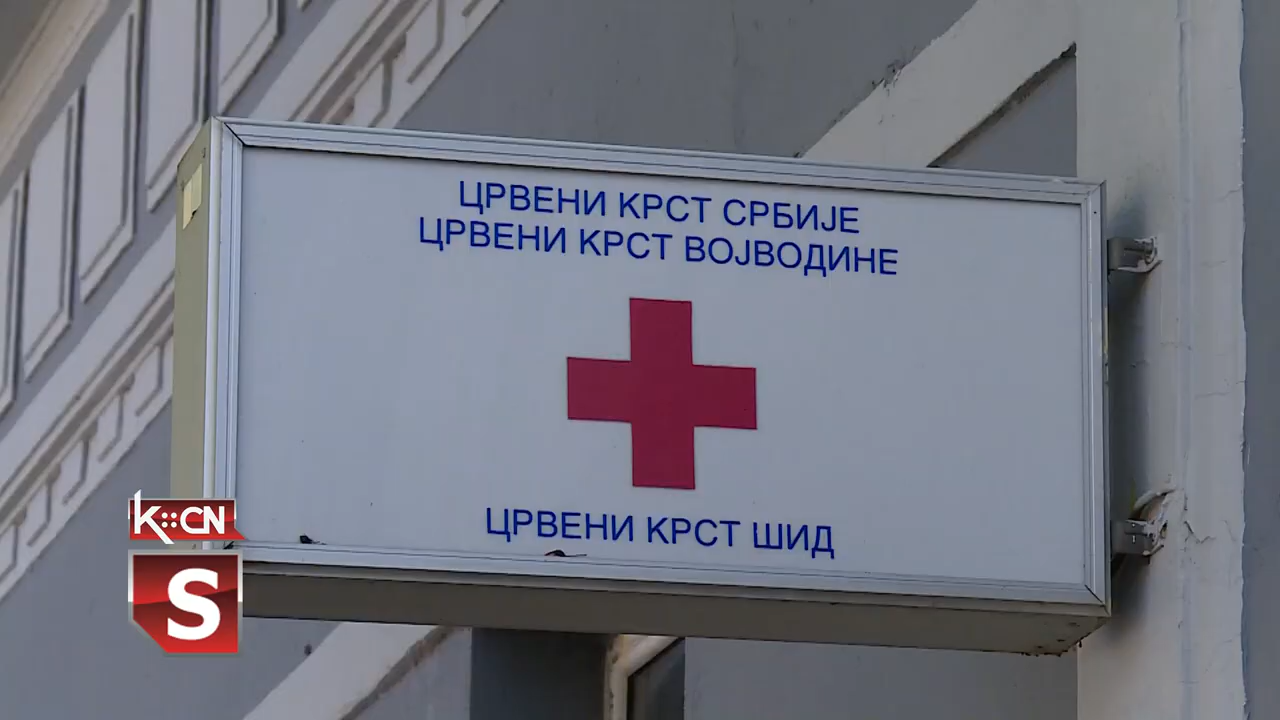 ЦРВЕНИ КРСТ СРБИЈЕ
ЦРВЕНИ КРСТ ВОЈВОДИНЕ
ЦРВЕНИ КРСТ ШИД
K::CN
S